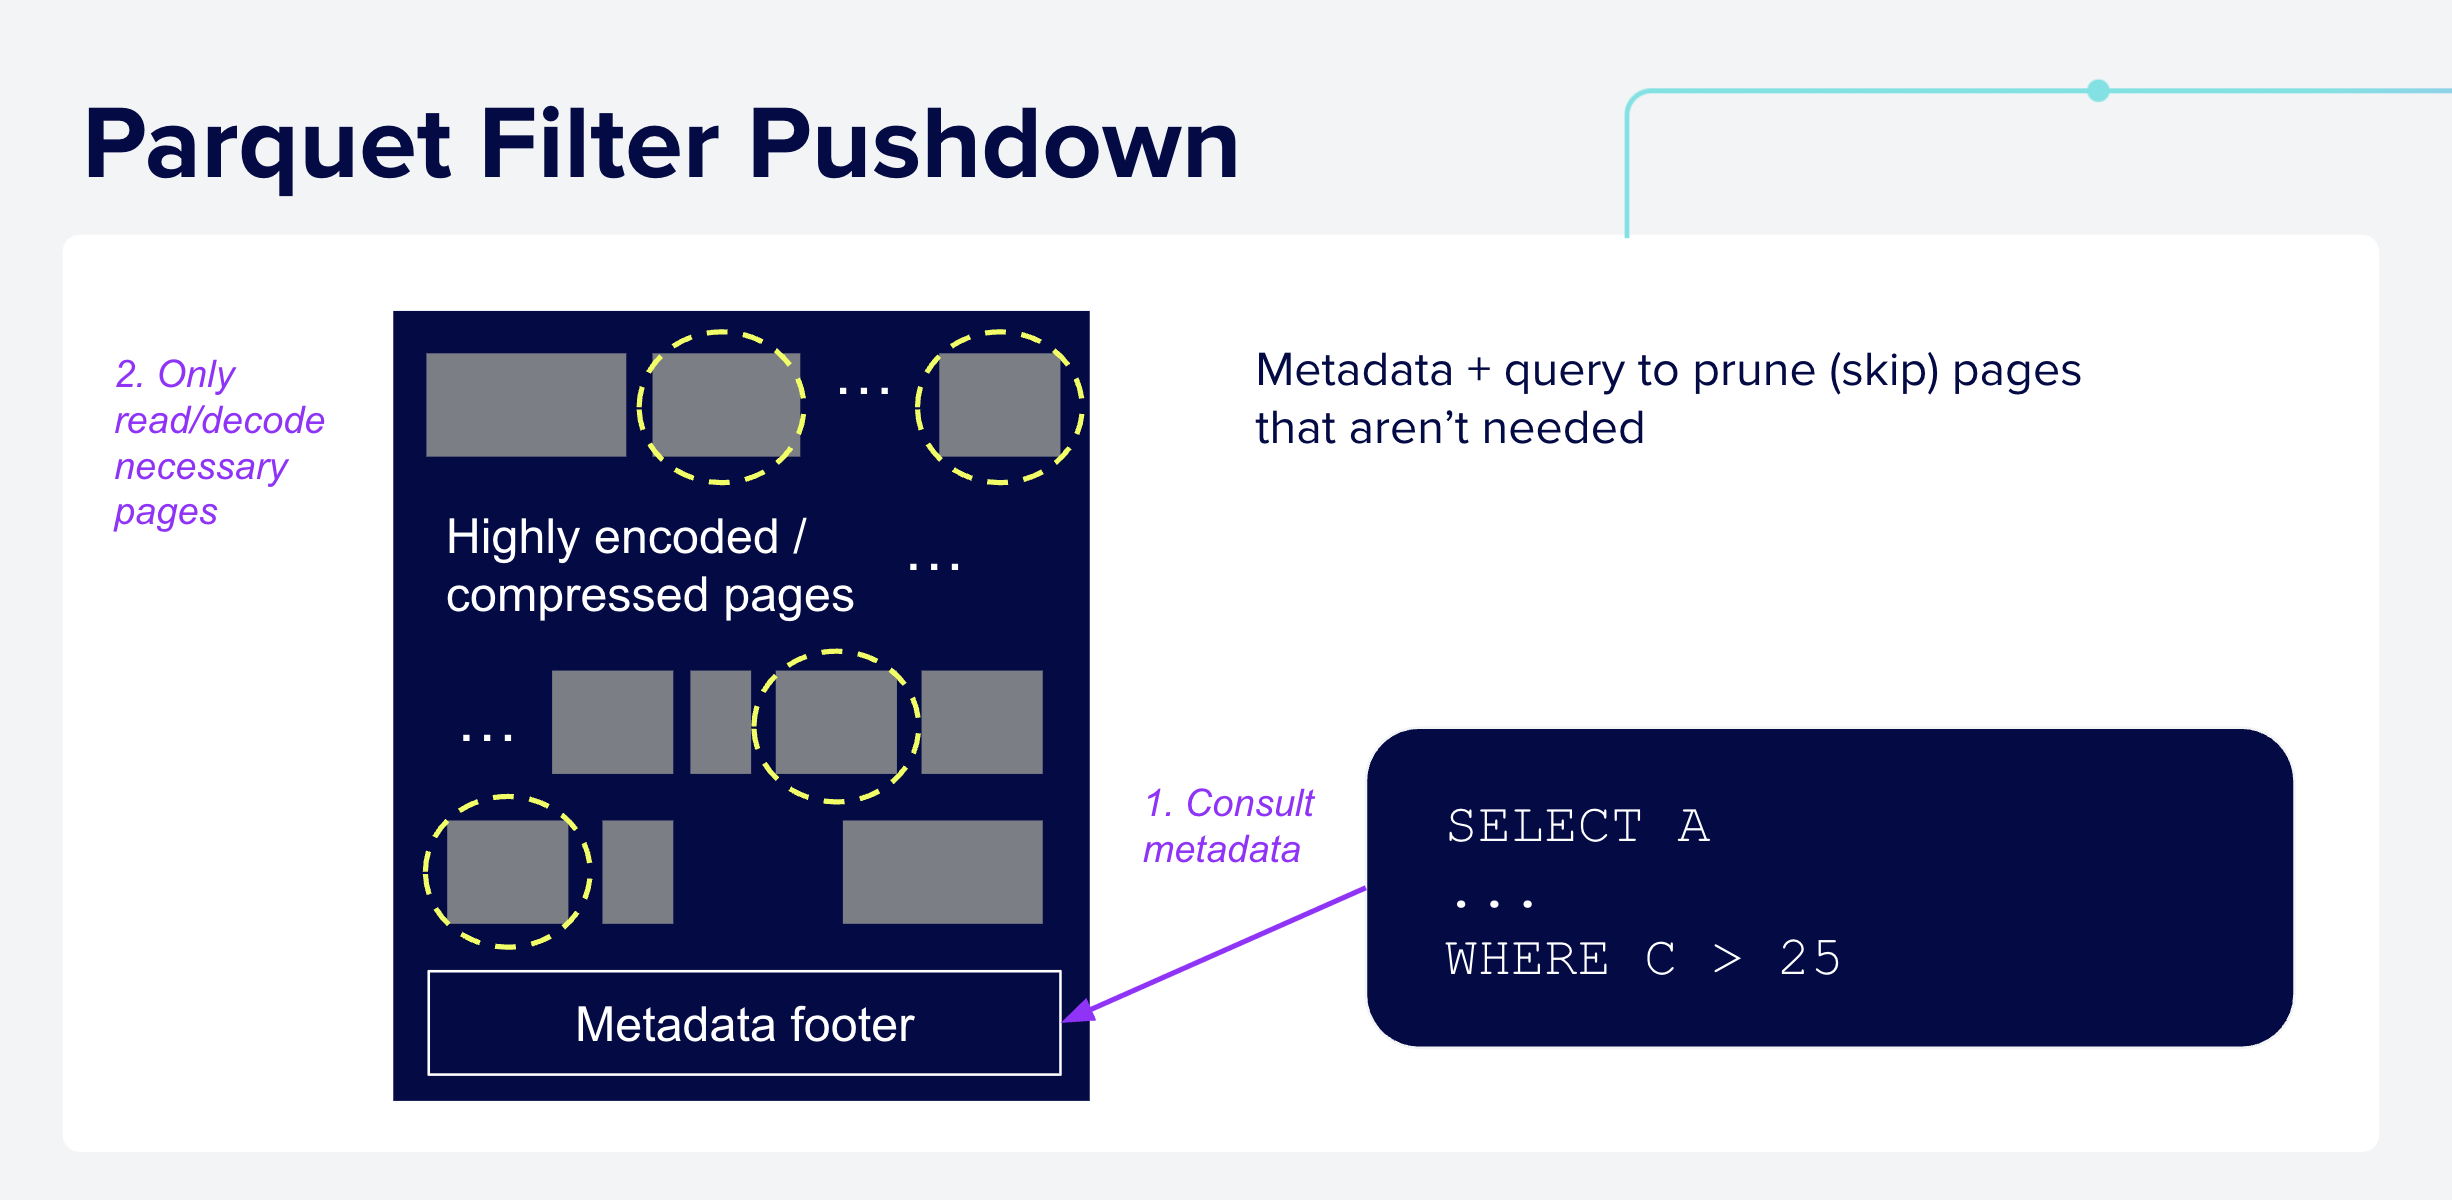 Parquet Filter Pushdown
2. Only
read/decode
necessary
pages
...
Highly encoded /
compressed pages
...
...
Metadata footer
Metadata + query to prune (skip) pages
that aren’t needed
1. Consult
metadata
SELECT A
...
WHERE C > 25